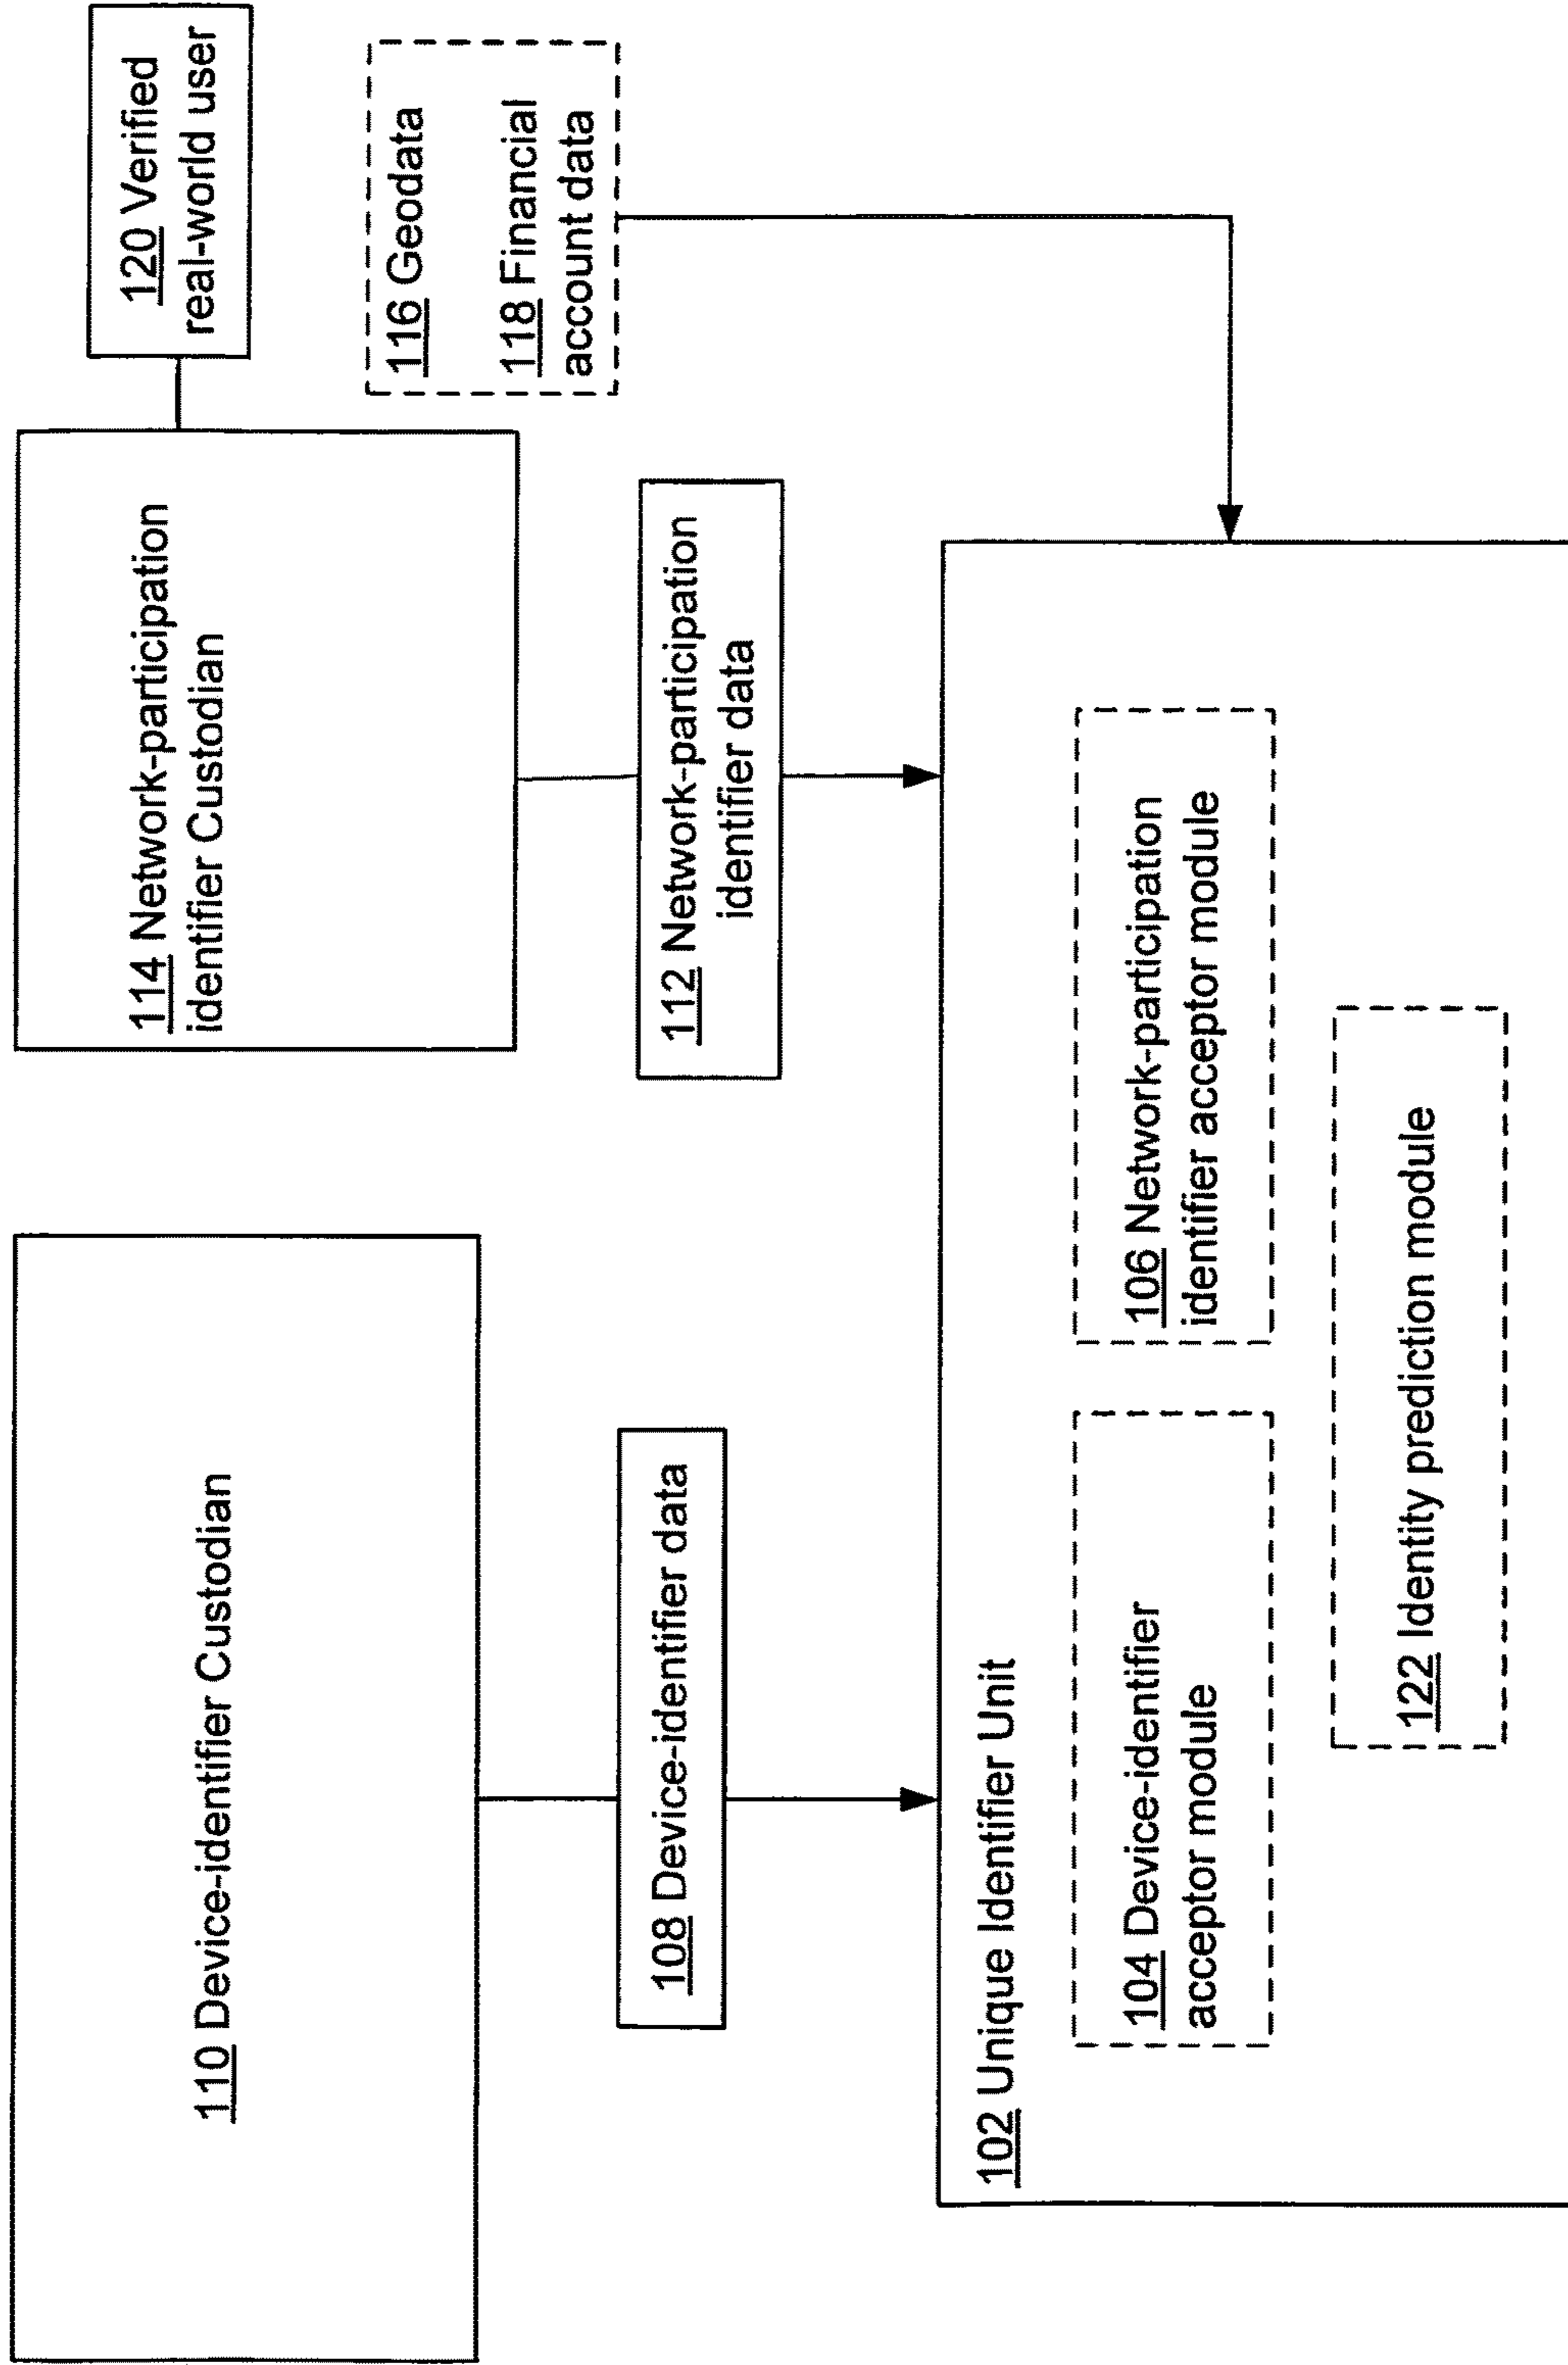 110 Device-identifier Custodian
114 Network-participation
identifier Custodian
120 Verified
real-world user
108 Device-identifier data
112 Network-participation
identifier data
116 Geodata
118 Financial
account data
102 Unique Identifier Unit
104 Device-identifier
acceptor module
106 Network-participation
identifier acceptor module
122 Identity prediction module